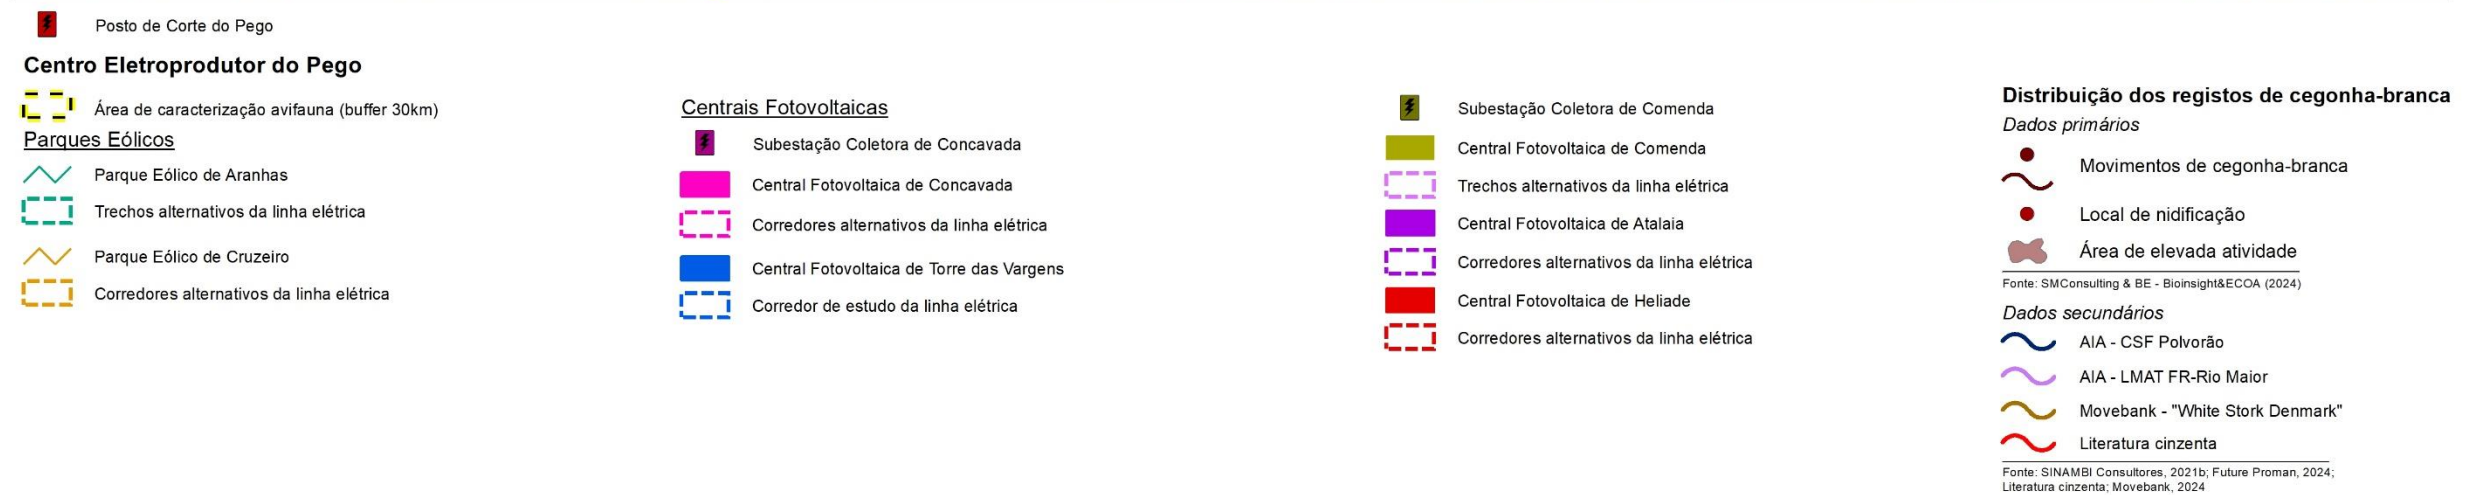 Posto de Corte do Pego
Centro Eletroprodutor do Pego
Área de caracterização avifauna (buffer 30km)
Parques Eólicos
Parque Eólico de Aranhas
Trechos alternativos da linha elétrica
Parque Eólico de Cruzeiro
Corredores alternativos da linha elétrica
Centrais Fotovoltaicas
Subestação Coletora de Concavada
Central Fotovoltaica de Concavada
Corredores alternativos da linha elétrica
Central Fotovoltaica de Torre das Vargens
Corredor de estudo da linha elétrica
Subestação Coletora de Comenda
Central Fotovoltaica de Comenda
Trechos alternativos da linha elétrica
Central Fotovoltaica de Atalaia
Corredores alternativos da linha elétrica
Central Fotovoltaica de Heliade
Corredores alternativos da linha elétrica
Distribuição dos registos de cegonha-branca
Dados primários
Movimentos de cegonha-branca
Local de nidificação
Área de elevada atividade
Fonte: SMConsulting & BE - Bioinsight&ECOA (2024)
Dados secundários
AIA - CSF Polvorão
AIA - LMAT FR-Rio Maior
Movebank - "White Stork Denmark"
Literatura cinzenta
Fonte: SINAMBI Consultores, 2021b; Future Proman, 2024;
Literatura cinzenta; Movebank, 2024